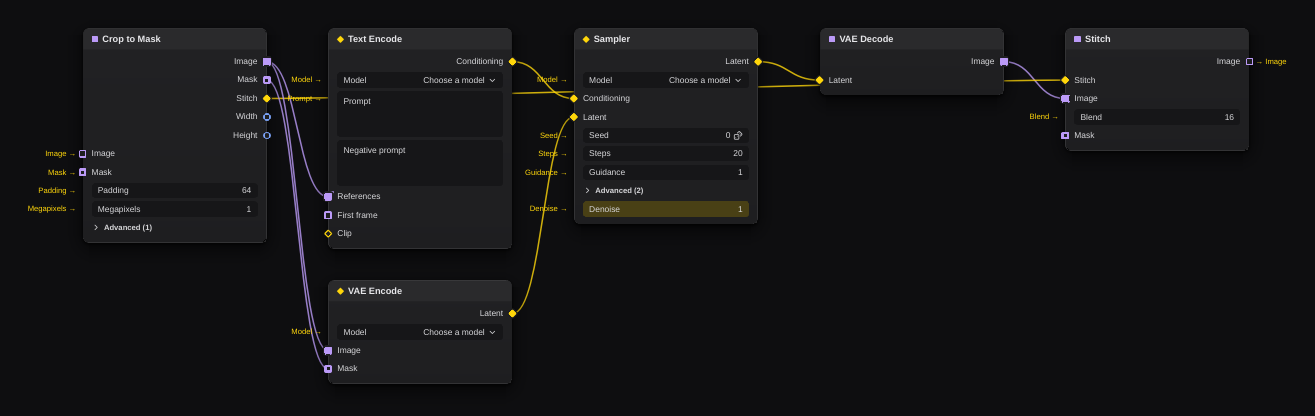 Crop to Mask
Image
Mask
Stitch
Width
Height
Image → Image
Mask → Mask
Padding → Padding 64
Megapixels → Megapixels 1
Advanced (1)
Text Encode
Conditioning
Model → Model Choose a model
Prompt → Prompt
Negative prompt
References
First frame
Clip
VAE Encode
Latent
Model → Model Choose a model
Image
Mask
Sampler
Latent
Model → Model Choose a model
Conditioning
Latent
Seed → Seed 0
Steps → Steps 20
Guidance → Guidance 1
Advanced (2)
Denoise → Denoise 1
VAE Decode
Image
Latent
Stitch
Image → Image
Stitch
Image
Blend → Blend 16
Mask